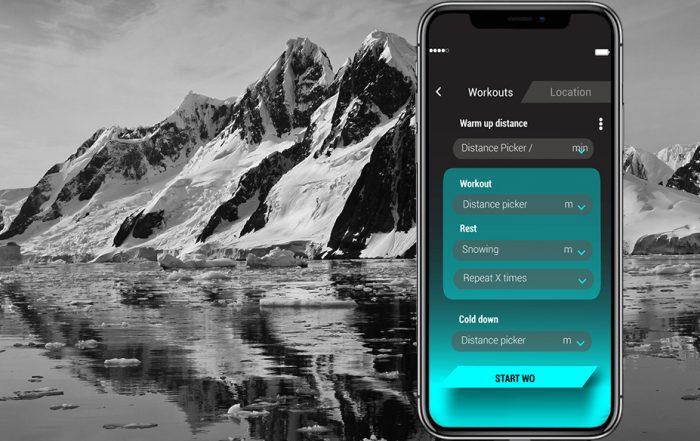 Workouts Location
Warm up distance
Distance Picker / min
Workout
Distance picker m
Rest
Snowing m
Repeat X times
Cold down
Distance picker m
START WO